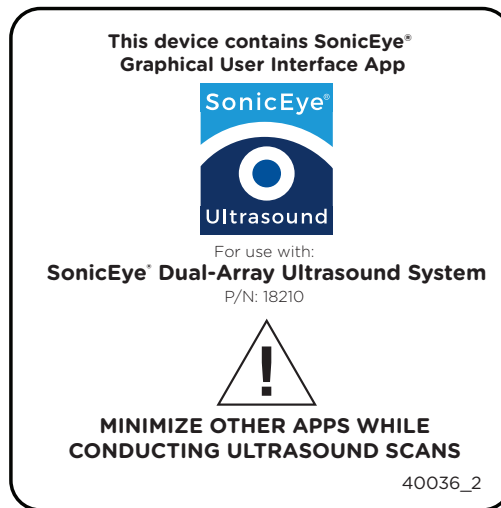 This device contains SonicEye®
Graphical User Interface App
SonicEye®
Ultrasound
For use with:
SonicEye® Dual-Array Ultrasound System
P/N: 18210
!
MINIMIZE OTHER APPS WHILE
CONDUCTING ULTRASOUND SCANS
40036_2